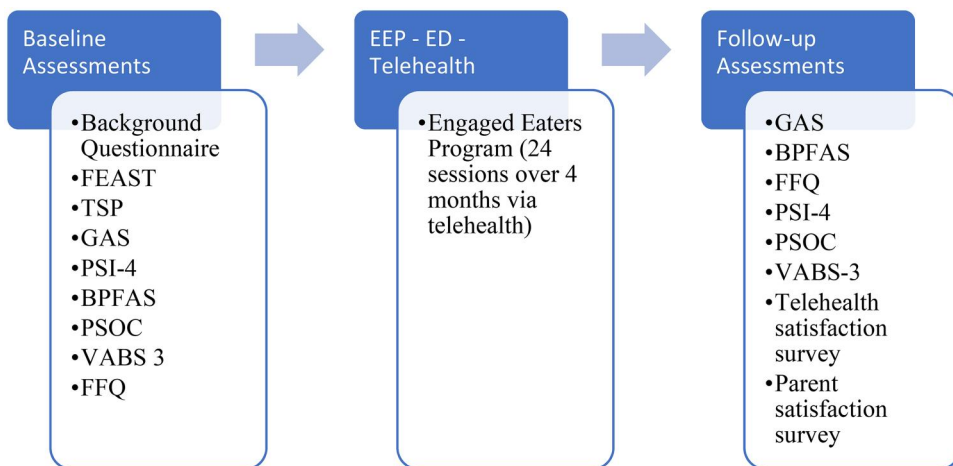 Baseline
Assessments
•Background
Questionnaire
•FEAST
•TSP
•GAS
•PSI-4
•BPFAS
•PSOC
•VABS 3
•FFQ
EEP - ED -
Telehealth
•Engaged Eaters
Program (24
sessions over 4
months via
telehealth)
Follow-up
Assessments
•GAS
•BPFAS
•FFQ
•PSI-4
•PSOC
•VABS-3
•Telehealth
satisfaction
survey
•Parent
satisfaction
survey